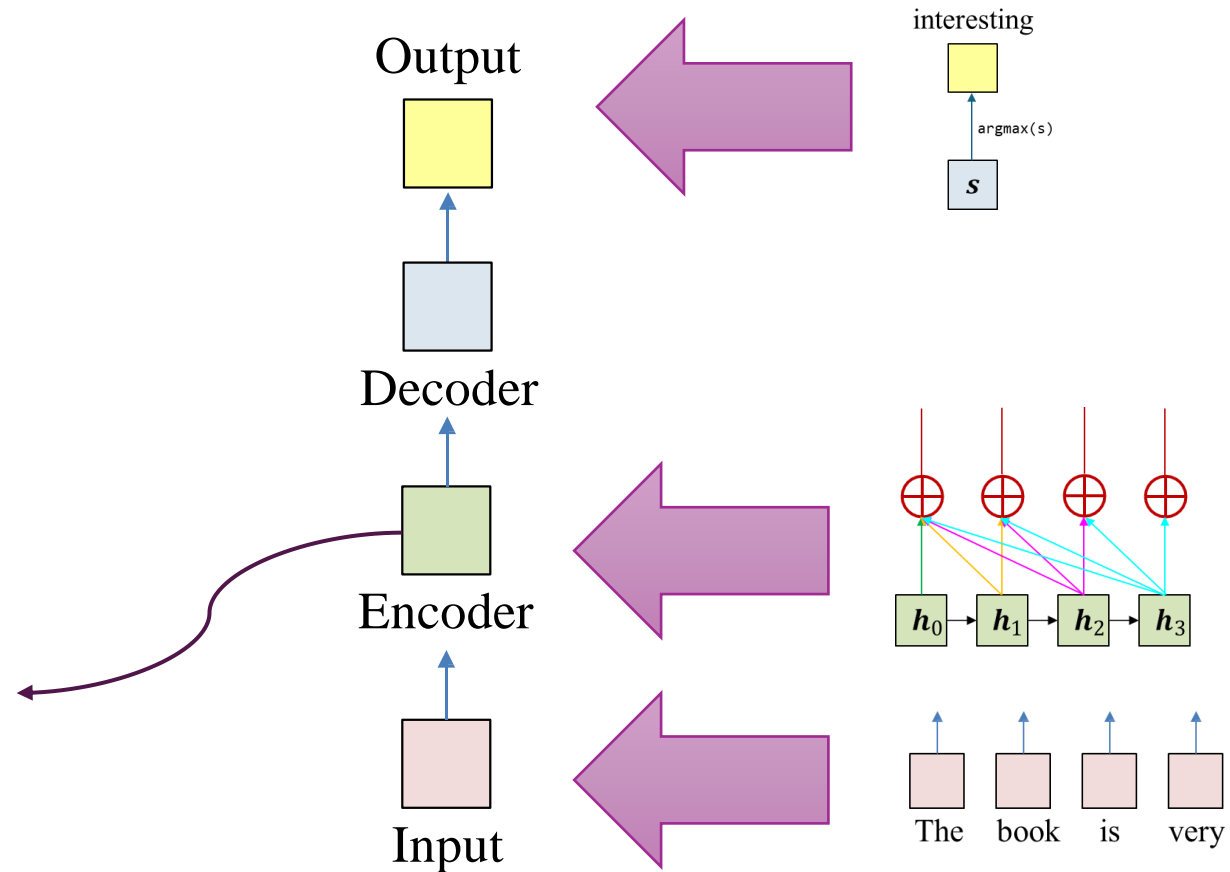 Output
Decoder
Encoder
Input
interesting
argmax(s)
s
h0 h1 h2 h3
The book is very